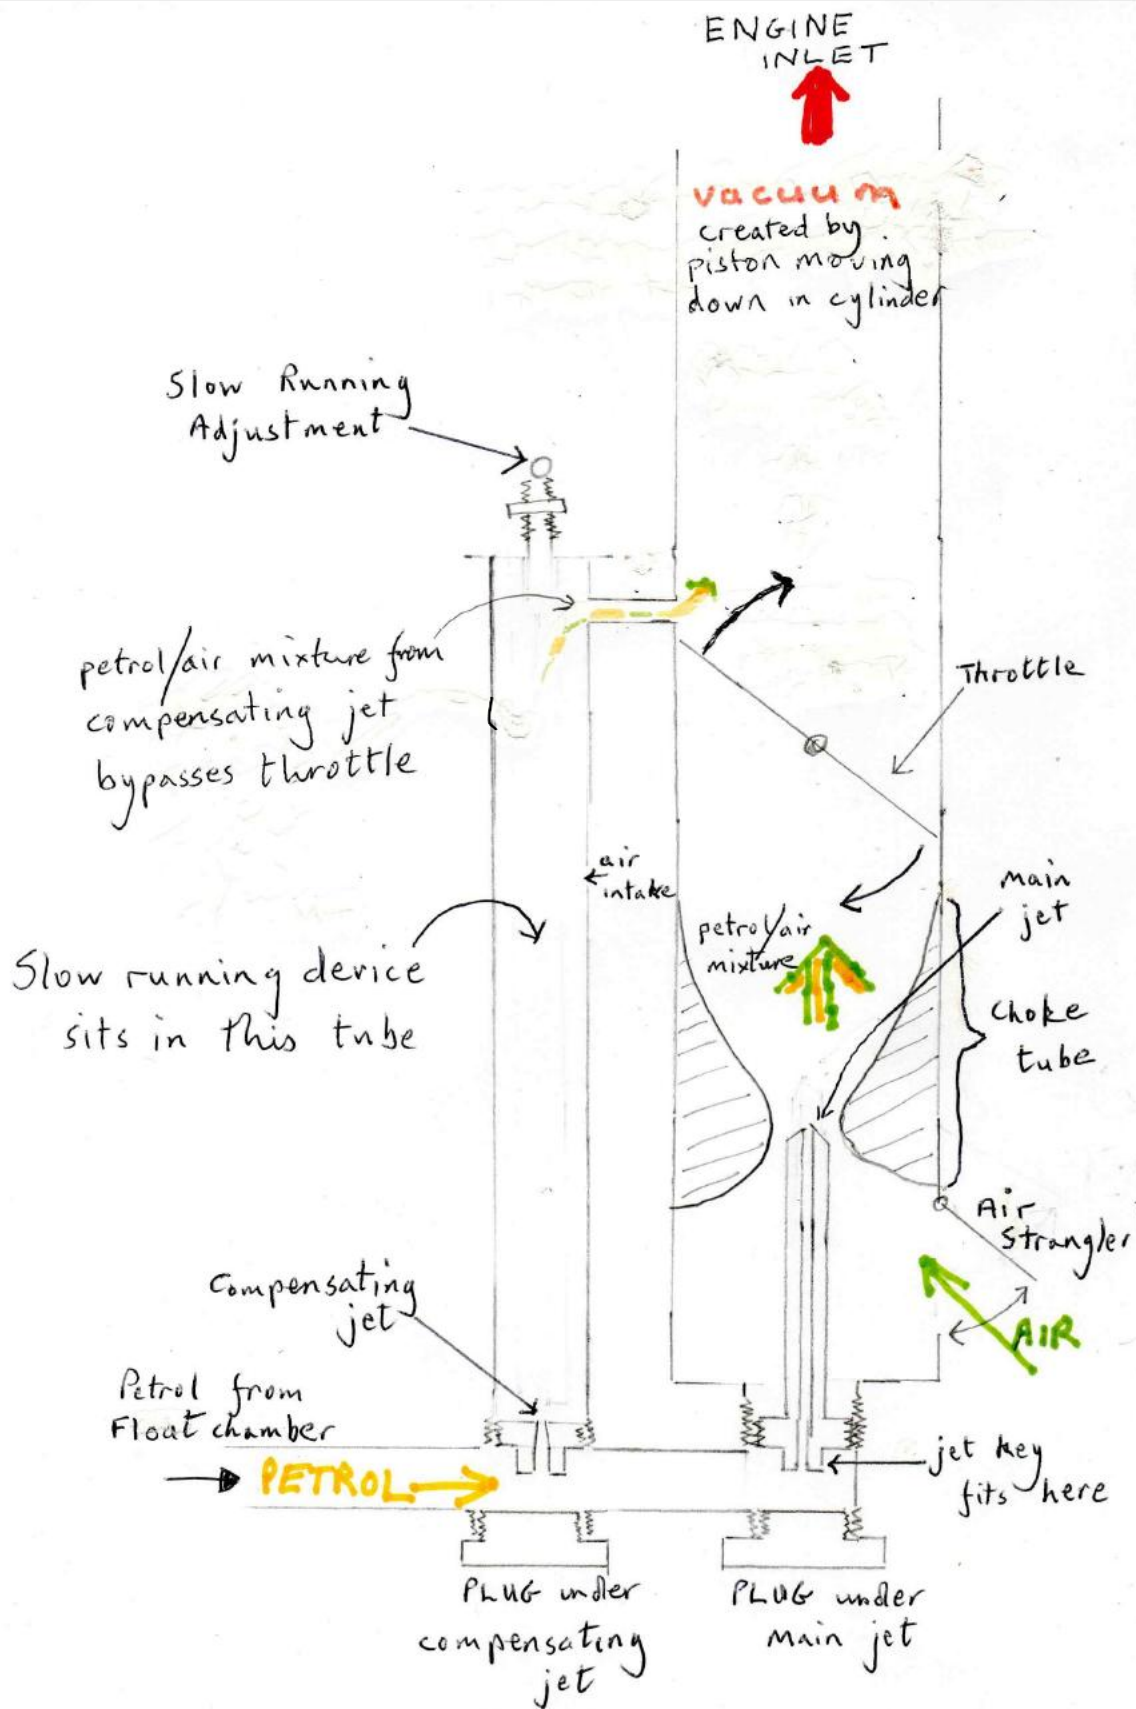 ENGINE
INLET
vacuum
created by
piston moving
down in cylinder
Slow Running
Adjustment
petrol/air mixture from
compensating jet
bypasses throttle
Throttle
air
intake
main
jet
petrol/air
mixture
Slow running device
sits in this tube
Choke
tube
Air
Strangler
AIR
Compensating
jet
Petrol from
Float chamber
PETROL
jet key
fits here
PLUG under
compensating
jet
PLUG under
main jet